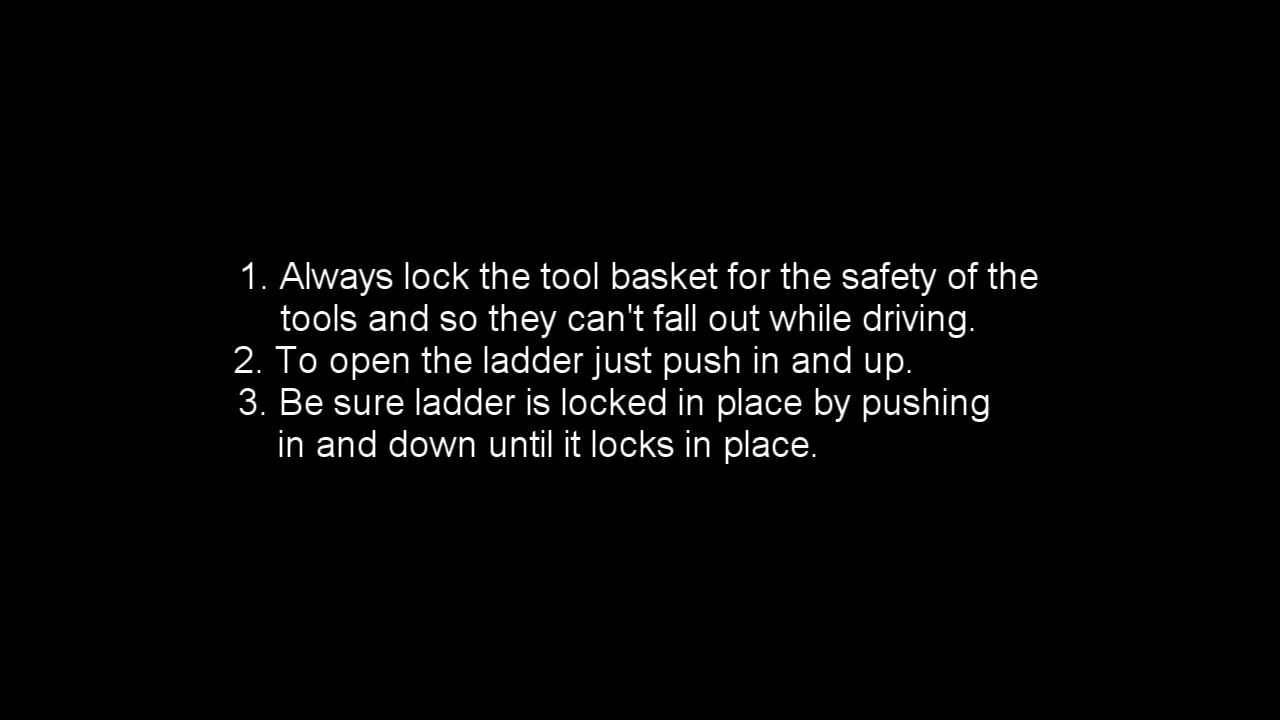 1. Always lock the tool basket for the safety of the
tools and so they can't fall out while driving.
2. To open the ladder just push in and up.
3. Be sure ladder is locked in place by pushing
in and down until it locks in place.